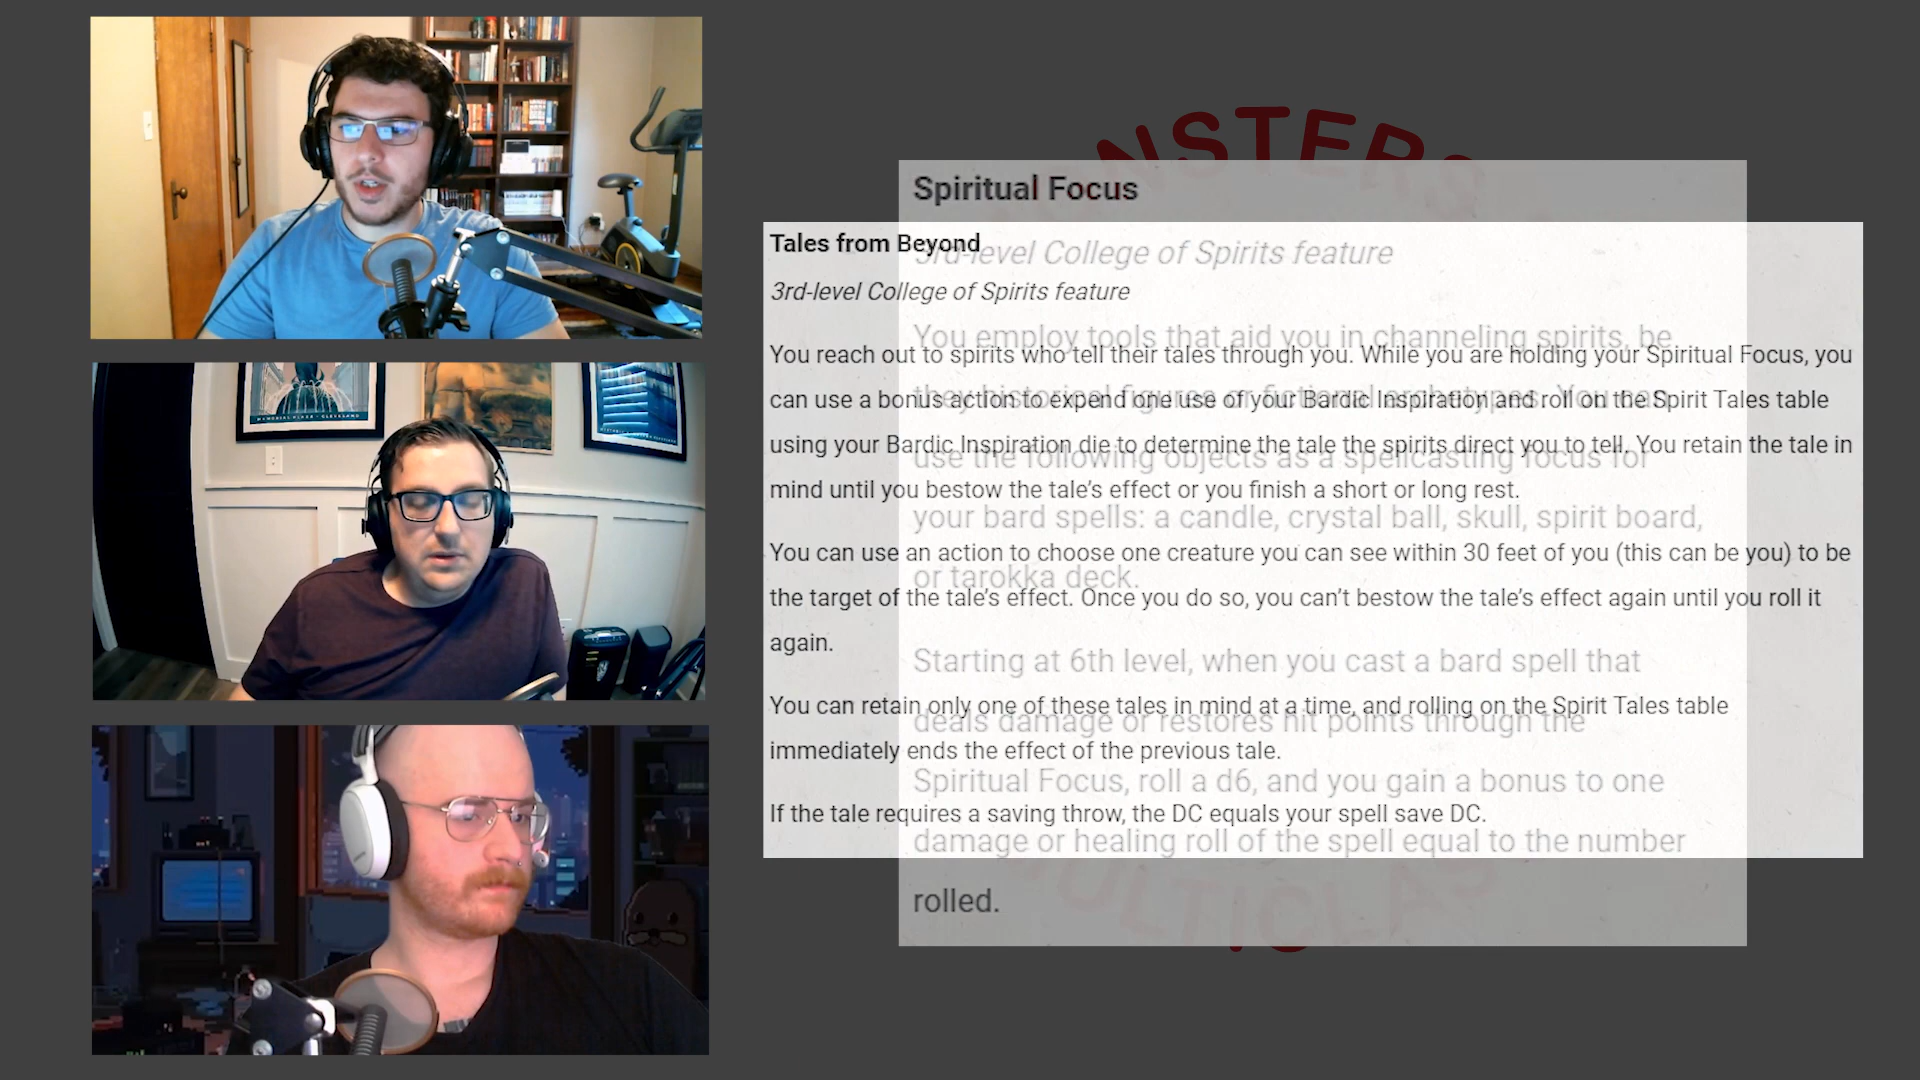 NSTERS
Spiritual Focus
3rd-level College of Spirits feature
You employ tools that aid you in channeling spirits, be
they historical figures or fictional archetypes. You can
use the following objects as a spellcasting focus for
your bard spells: a candle, crystal ball, skull, spirit board,
or tarokka deck.
Starting at 6th level, when you cast a bard spell that
deals damage or restores hit points through the
Spiritual Focus, roll a d6, and you gain a bonus to one
damage or healing roll of the spell equal to the number
rolled.
Tales from Beyond
3rd-level College of Spirits feature
You reach out to spirits who tell their tales through you. While you are holding your Spiritual Focus, you
can use a bonus action to expend one use of your Bardic Inspiration and roll on the Spirit Tales table
using your Bardic Inspiration die to determine the tale the spirits direct you to tell. You retain the tale in
mind until you bestow the tale’s effect or you finish a short or long rest.
You can use an action to choose one creature you can see within 30 feet of you (this can be you) to be
the target of the tale’s effect. Once you do so, you can’t bestow the tale’s effect again until you roll it
again.
You can retain only one of these tales in mind at a time, and rolling on the Spirit Tales table
immediately ends the effect of the previous tale.
If the tale requires a saving throw, the DC equals your spell save DC.
ULTICLAS